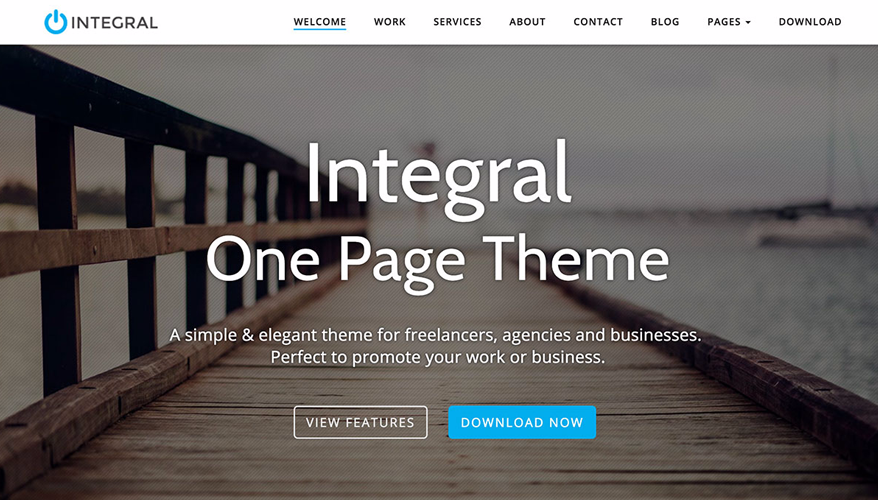 INTEGRAL
WELCOME WORK SERVICES ABOUT CONTACT BLOG PAGES DOWNLOAD
Integral
One Page Theme
A simple & elegant theme for freelancers, agencies and businesses.
Perfect to promote your work or business.
VIEW FEATURES DOWNLOAD NOW